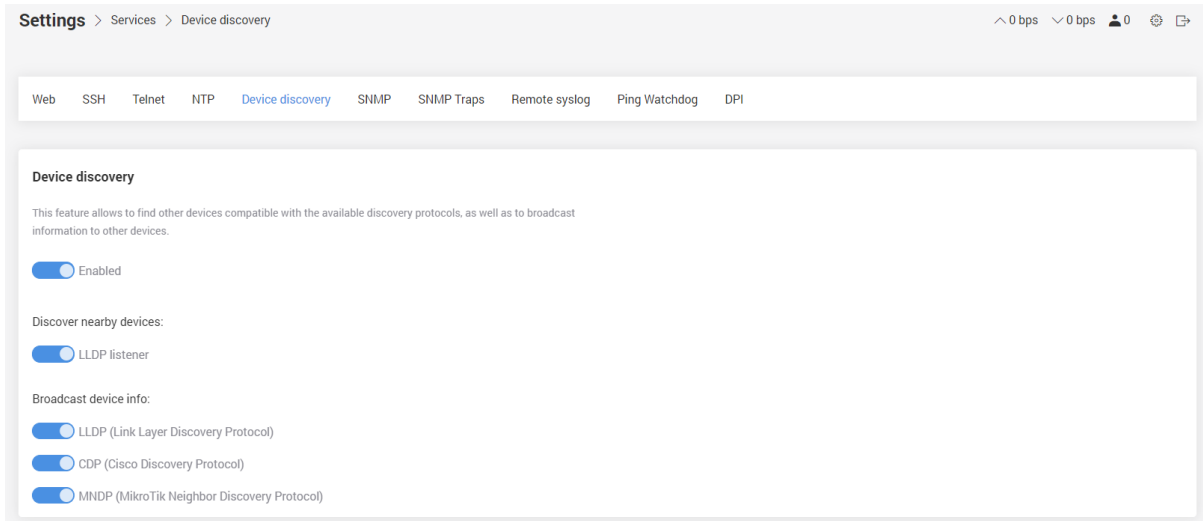 Settings > Services > Device discovery 0 bps 0 bps 0
Web SSH Telnet NTP Device discovery SNMP SNMP Traps Remote syslog Ping Watchdog DPI
Device discovery
This feature allows to find other devices compatible with the available discovery protocols, as well as to broadcast
information to other devices.
Enabled
Discover nearby devices:
LLDP listener
Broadcast device info:
LLDP (Link Layer Discovery Protocol)
CDP (Cisco Discovery Protocol)
MNDP (MikroTik Neighbor Discovery Protocol)